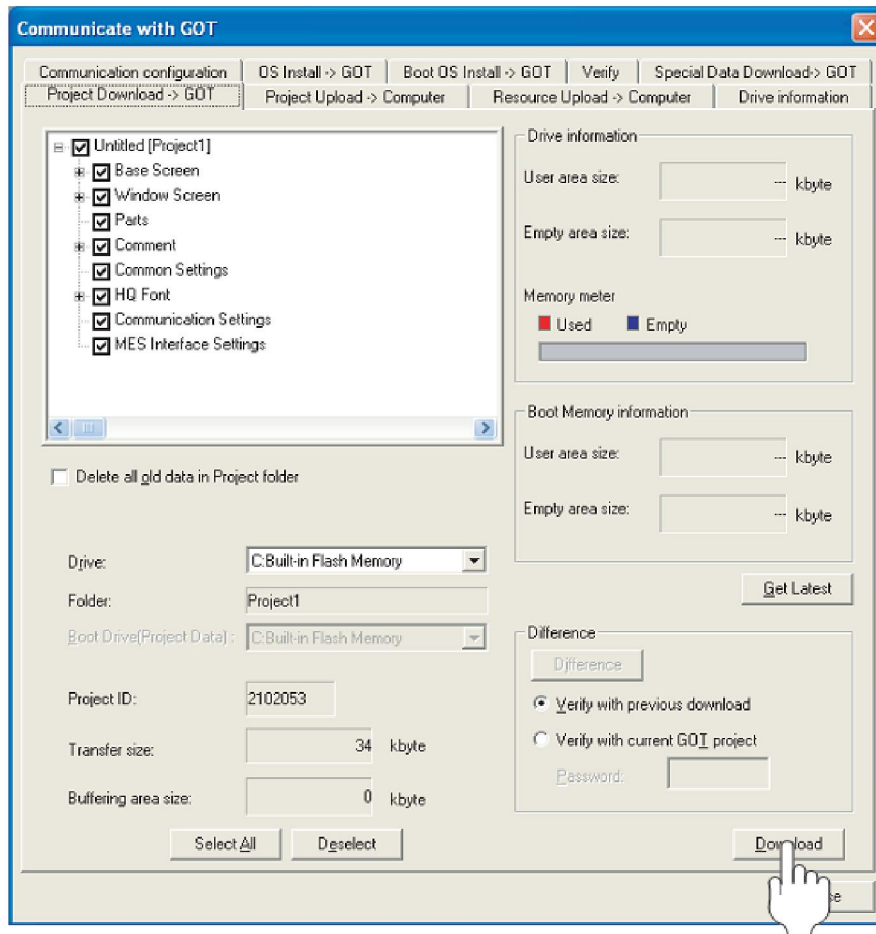 Communicate with GOT
Communication configuration OS Install -> GOT Boot OS Install -> GOT Verify Special Data Download-> GOT
Project Download -> GOT Project Upload -> Computer Resource Upload -> Computer Drive information
Untitled [Project1]
Base Screen
Window Screen
Parts
Comment
Common Settings
HQ Font
Communication Settings
MES Interface Settings
Delete all old data in Project folder
Drive: C:Built-in Flash Memory
Folder: Project1
Boot Drive(Project Data) : C:Built-in Flash Memory
Project ID: 2102053
Transfer size: 34 kbyte
Buffering area size: 0 kbyte
Select All Deselect
Drive information
User area size: --- kbyte
Empty area size: --- kbyte
Memory meter
Used Empty
Boot Memory information
User area size: --- kbyte
Empty area size: --- kbyte
Get Latest
Difference
Difference
Verify with previous download
Verify with current GOT project
Password:
Download